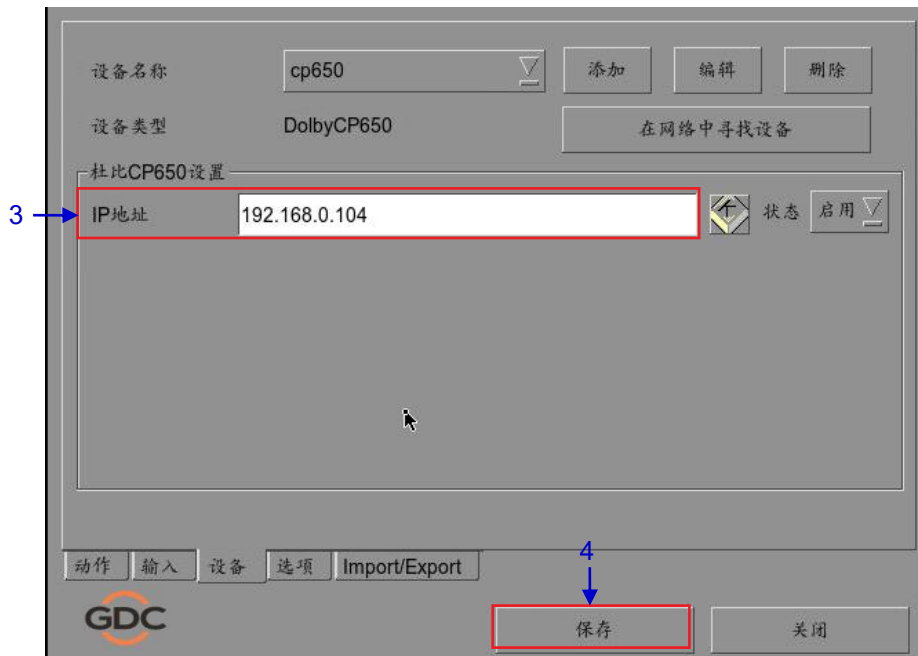 设备名称 cp650 添加 编辑 删除
设备类型 DolbyCP650 在网络中寻找设备
杜比CP650设置
3 IP地址 192.168.0.104 个 状态 启用
4
动作 输入 设备 选项 Import/Export
GDC 保存 关闭